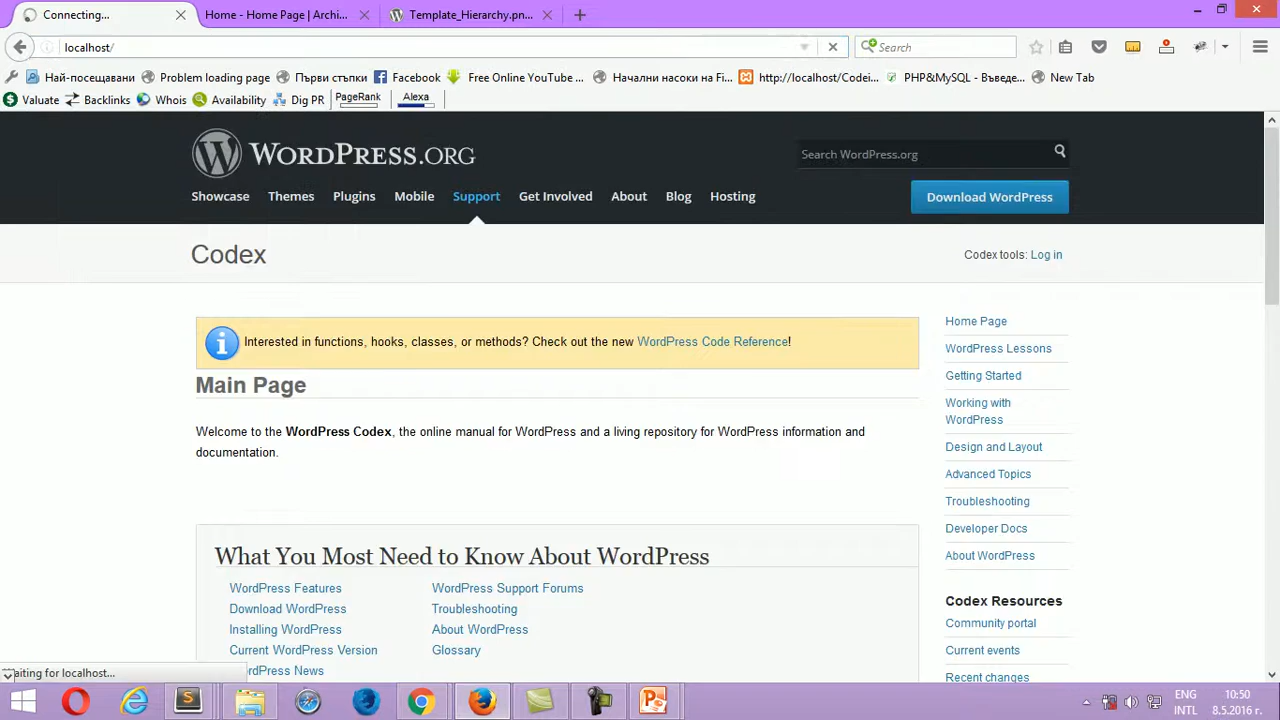 Connecting...
Home - Home Page | Archi...
Template_Hierarchy.pn...
localhost/
Search
Най-посещавани
Problem loading page
Първи стъпки
Facebook
Free Online YouTube ...
Начални насоки на Fi...
http://localhost/Codei...
PHP&MySQL - Въведе...
New Tab
Valuate
Backlinks
Whois
Availability
Dig PR
PageRank
Alexa
WORDPRESS.ORG
Search WordPress.org
Showcase
Themes
Plugins
Mobile
Support
Get Involved
About
Blog
Hosting
Download WordPress
Codex
Codex tools: Log in
Interested in functions, hooks, classes, or methods? Check out the new WordPress Code Reference!
Main Page
Welcome to the WordPress Codex, the online manual for WordPress and a living repository for WordPress information and
documentation.
What You Most Need to Know About WordPress
WordPress Features
Download WordPress
Installing WordPress
Current WordPress Version
rdPress News
WordPress Support Forums
Troubleshooting
About WordPress
Glossary
Home Page
WordPress Lessons
Getting Started
Working with
WordPress
Design and Layout
Advanced Topics
Troubleshooting
Developer Docs
About WordPress
Codex Resources
Community portal
Current events
Recent changes
aiting for localhost...
ENG
INTL
10:50
8.5.2016 г.